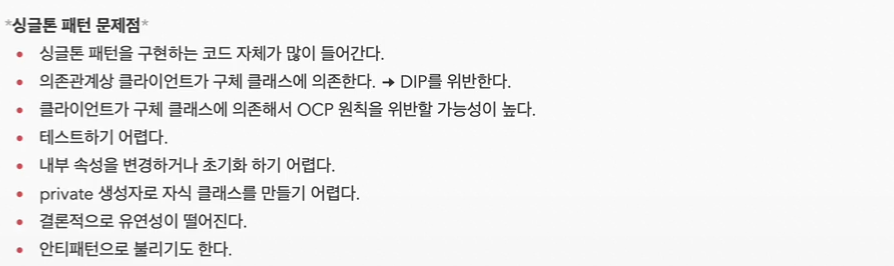 *싱글톤 패턴 문제점*
• 싱글톤 패턴을 구현하는 코드 자체가 많이 들어간다.
• 의존관계상 클라이언트가 구체 클래스에 의존한다. → DIP를 위반한다.
• 클라이언트가 구체 클래스에 의존해서 OCP 원칙을 위반할 가능성이 높다.
• 테스트하기 어렵다.
• 내부 속성을 변경하거나 초기화 하기 어렵다.
• private 생성자로 자식 클래스를 만들기 어렵다.
• 결론적으로 유연성이 떨어진다.
• 안티패턴으로 불리기도 한다.